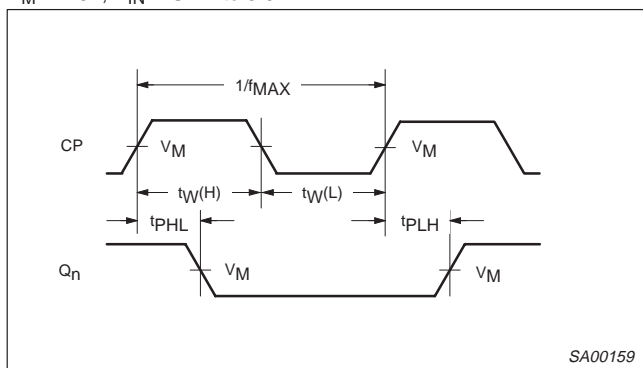 1/fMAX
CP
VM
VM
tW(H)
tW(L)
tPHL
tPLH
Qn
VM
VM
SA00159